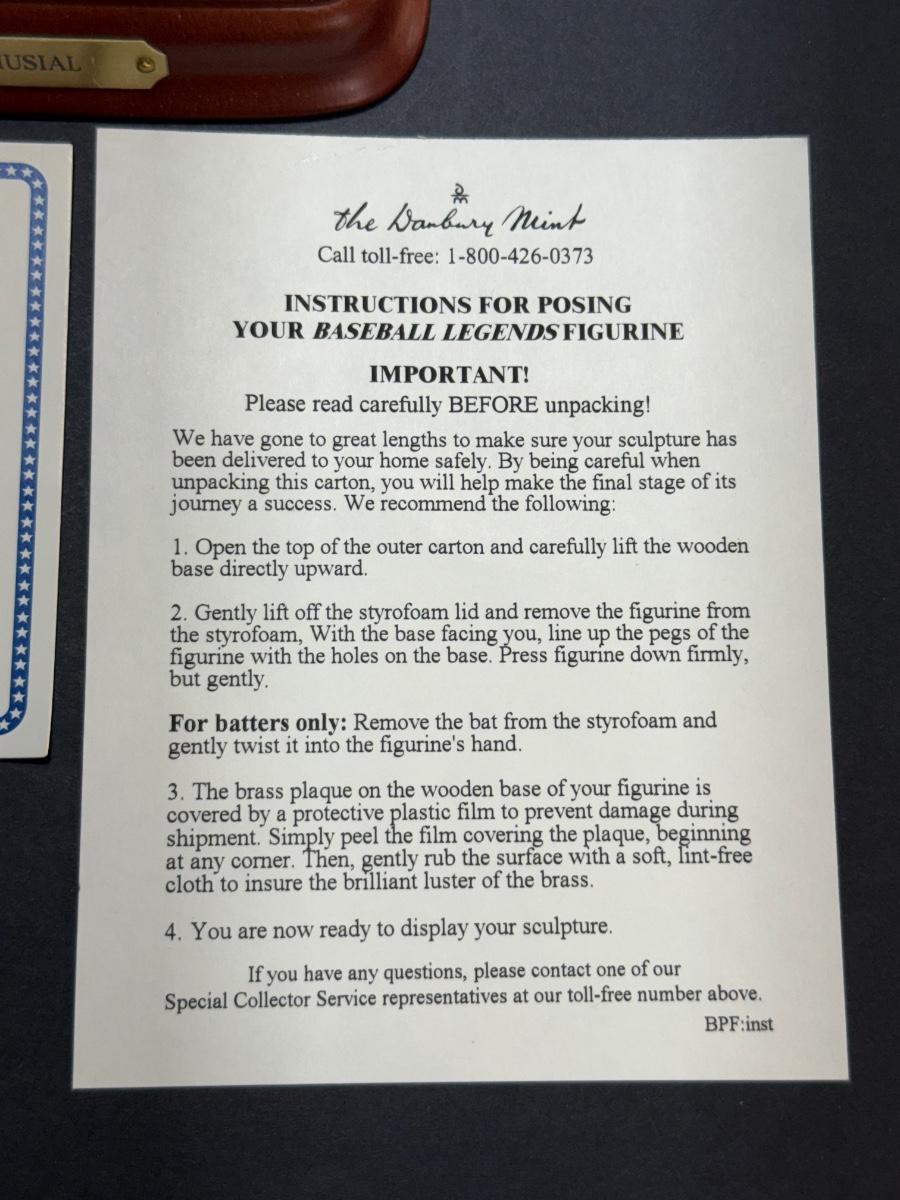 USIAL
the Danbury Mint
Call toll-free: 1-800-426-0373
INSTRUCTIONS FOR POSING
YOUR BASEBALL LEGENDS FIGURINE
IMPORTANT!
Please read carefully BEFORE unpacking!
We have gone to great lengths to make sure your sculpture has
been delivered to your home safely. By being careful when
unpacking this carton, you will help make the final stage of its
journey a success. We recommend the following:
1. Open the top of the outer carton and carefully lift the wooden
base directly upward.
2. Gently lift off the styrofoam lid and remove the figurine from
the styrofoam, With the base facing you, line up the pegs of the
figurine with the holes on the base. Press figurine down firmly,
but gently.
For batters only: Remove the bat from the styrofoam and
gently twist it into the figurine's hand.
3. The brass plaque on the wooden base of your figurine is
covered by a protective plastic film to prevent damage during
shipment. Simply peel the film covering the plaque, beginning
at any corner. Then, gently rub the surface with a soft, lint-free
cloth to insure the brilliant luster of the brass.
4. You are now ready to display your sculpture.
If you have any questions, please contact one of our
Special Collector Service representatives at our toll-free number above.
BPF:inst